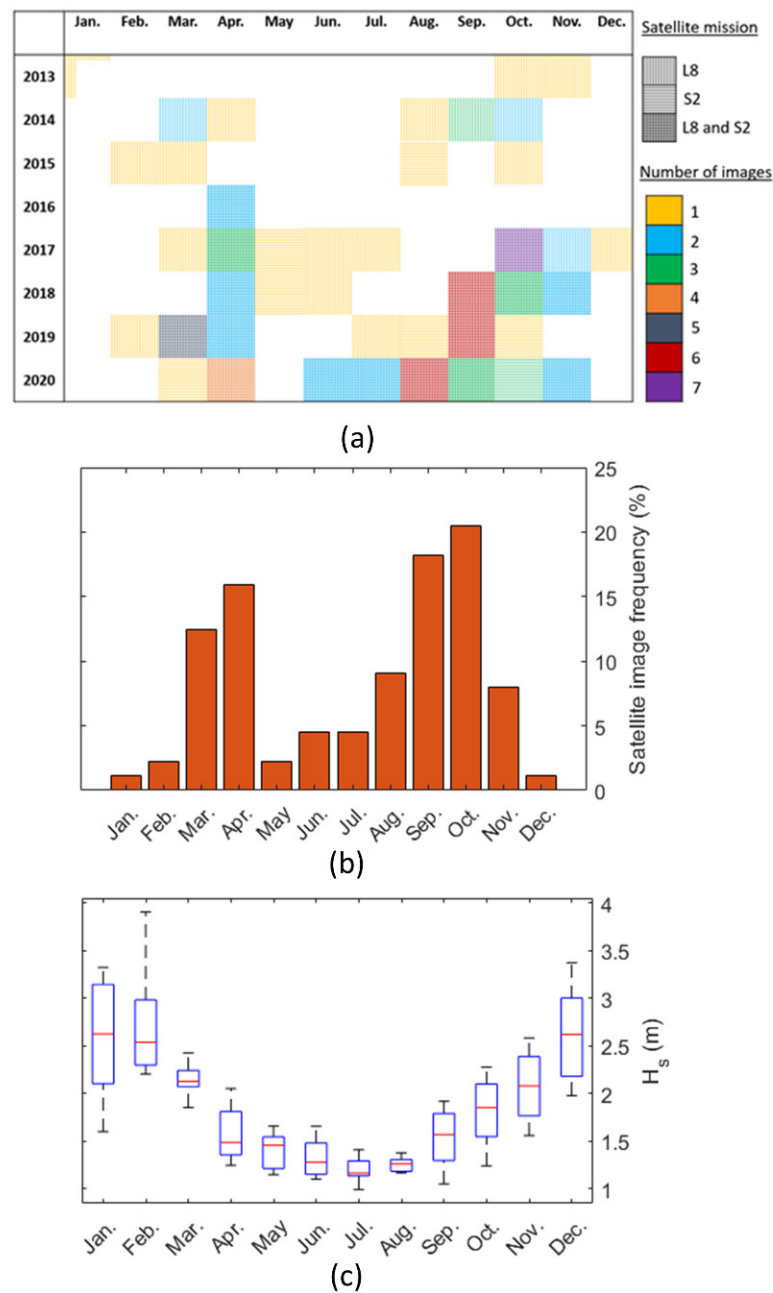 Jan. Feb. Mar. Apr. May Jun. Jul. Aug. Sep. Oct. Nov. Dec.
Satellite mission
L8
S2
L8 and S2
Number of images
1
2
3
4
5
6
7
2013
2014
2015
2016
2017
2018
2019
2020
(a)
25
20
15
10
5
0
Satellite image frequency (%)
Jan. Feb. Mar. Apr. May Jun. Jul. Aug. Sep. Oct. Nov. Dec.
(b)
4
3.5
3
2.5
2
1.5
1
Hs (m)
Jan. Feb. Mar. Apr. May Jun. Jul. Aug. Sep. Oct. Nov. Dec.
(c)